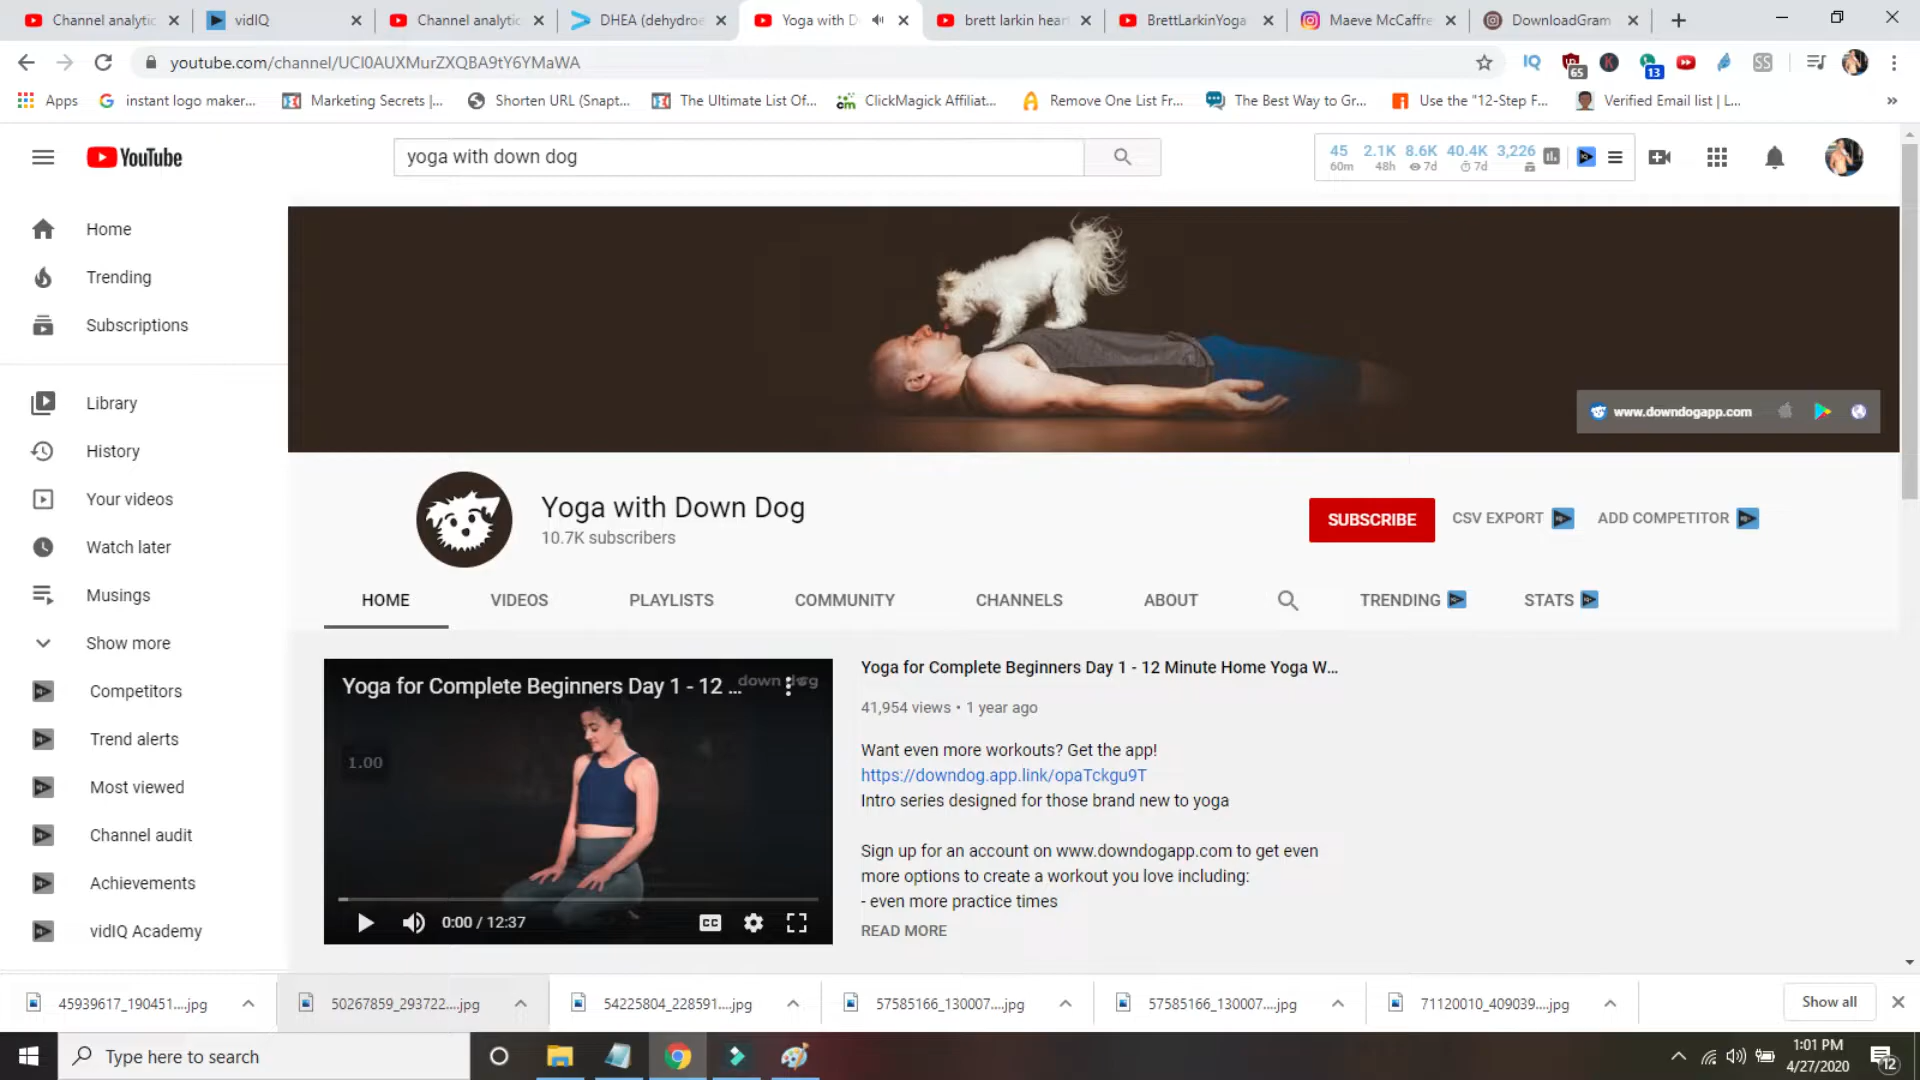 Channel analytic
vidIQ
Channel analytic
DHEA (dehydroe
Yoga with D
brett larkin hear
BrettLarkinYoga
Maeve McCaffre
DownloadGram
youtube.com/channel/UCI0AUXMurZXQBA9tY6YMaWA
IQ
65
K
13
SS
Apps
instant logo maker...
Marketing Secrets |...
Shorten URL (Snapt...
The Ultimate List Of...
ClickMagick Affiliat...
Remove One List Fr...
The Best Way to Gr...
Use the "12-Step F...
Verified Email list | L...
YouTube
yoga with down dog
45 2.1K 8.6K 40.4K 3,226
60m 48h 7d 7d
Home
Trending
Subscriptions
Library
History
Your videos
Watch later
Musings
Show more
Competitors
Trend alerts
Most viewed
Channel audit
Achievements
vidIQ Academy
www.downdogapp.com
Yoga with Down Dog
10.7K subscribers
SUBSCRIBE
CSV EXPORT
ADD COMPETITOR
HOME
VIDEOS
PLAYLISTS
COMMUNITY
CHANNELS
ABOUT
TRENDING
STATS
Yoga for Complete Beginners Day 1 - 12 ...
down dog
1.00
0:00 / 12:37
CC
Yoga for Complete Beginners Day 1 - 12 Minute Home Yoga W...
41,954 views • 1 year ago
Want even more workouts? Get the app!
https://downdog.app.link/opaTckgu9T
Intro series designed for those brand new to yoga
Sign up for an account on www.downdogapp.com to get even
more options to create a workout you love including:
- even more practice times
READ MORE
45939617_190451....jpg
50267859_293722....jpg
54225804_228591....jpg
57585166_130007....jpg
57585166_130007....jpg
71120010_409039....jpg
Show all
Type here to search
1:01 PM
4/27/2020
12